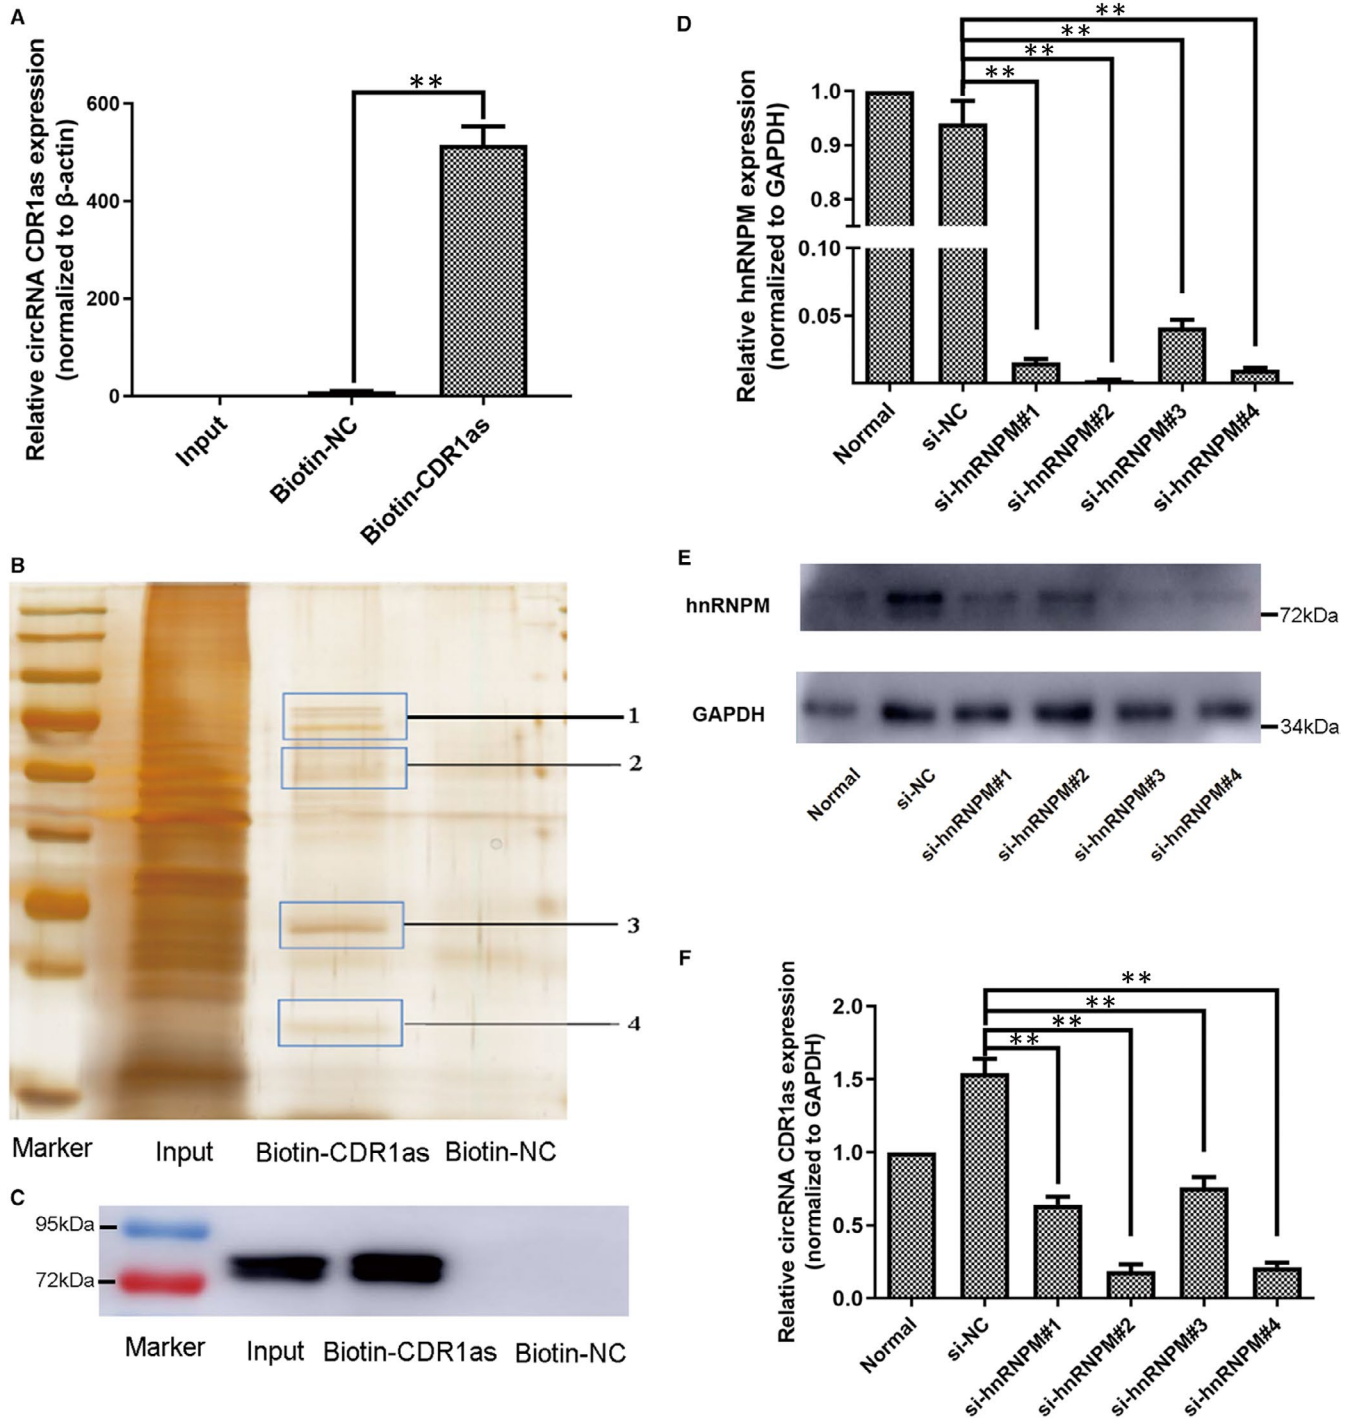 A
Relative circRNA CDR1as expression
(normalized to β-actin)
600
400
200
0
**
Input
Biotin-NC
Biotin-CDR1as
B
1
2
3
4
Marker
Input
Biotin-CDR1as
Biotin-NC
C
95kDa
72kDa
Marker
Input
Biotin-CDR1as
Biotin-NC
D
Relative hnRNPM expression
(normalized to GAPDH)
1.0
0.9
0.8
0.10
0.05
**
**
**
**
Normal
si-NC
si-hnRNPM#1
si-hnRNPM#2
si-hnRNPM#3
si-hnRNPM#4
E
hnRNPM
72kDa
GAPDH
34kDa
Normal
si-NC
si-hnRNPM#1
si-hnRNPM#2
si-hnRNPM#3
si-hnRNPM#4
F
Relative circRNA CDR1as expression
(normalized to GAPDH)
2.0
1.5
1.0
0.5
0.0
**
**
**
**
Normal
si-NC
si-hnRNPM#1
si-hnRNPM#2
si-hnRNPM#3
si-hnRNPM#4